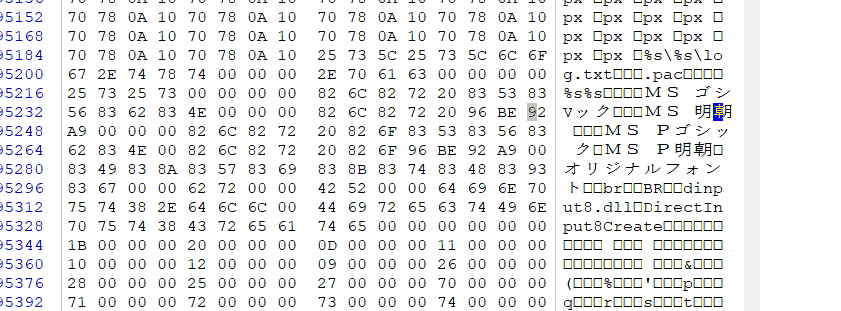 95152 70 78 0A 10 70 78 0A 10 70 78 0A 10 70 78 0A 10 px □px □px □px □
95168 70 78 0A 10 70 78 0A 10 70 78 0A 10 70 78 0A 10 px □px □px □px □
95184 70 78 0A 10 70 78 0A 10 25 73 5C 25 73 5C 6C 6F px □px □%s\%s\lo
95200 67 2E 74 78 74 00 00 00 2E 70 61 63 00 00 00 00 g.txt□□□.pac□□□□
95216 25 73 25 73 00 00 00 00 82 6C 82 72 20 83 53 83 %s%s□□□□ＭＳ ゴシ
95232 56 83 62 83 4E 00 00 00 82 6C 82 72 20 96 BE 92 Vック□□□ＭＳ 明朝
95248 A9 00 00 00 82 6C 82 72 20 82 6F 83 53 83 56 83 □□□ＭＳ Ｐゴシッ
95264 62 83 4E 00 82 6C 82 72 20 82 6F 96 BE 92 A9 00 ク□ＭＳ Ｐ明朝□
95280 83 49 83 8A 83 57 83 69 83 8B 83 74 83 48 83 93 オリジナルフォン
95296 83 67 00 00 62 72 00 00 42 52 00 00 64 69 6E 70 ト□□br□□BR□□dinp
95312 75 74 38 2E 64 6C 6C 00 44 69 72 65 63 74 49 6E ut8.dll□DirectIn
95328 70 75 74 38 43 72 65 61 74 65 00 00 00 00 00 00 put8Create□□□□□□
95344 1B 00 00 00 20 00 00 00 0D 00 00 00 11 00 00 00 □□□□ □□□ □□□□□□□
95360 10 00 00 00 12 00 00 00 09 00 00 00 26 00 00 00 □□□□□□□□ □□□&□□□
95376 28 00 00 00 25 00 00 00 27 00 00 00 70 00 00 00 (□□□%□□□'□□□p□□□
95392 71 00 00 00 72 00 00 00 73 00 00 00 74 00 00 00 q□□□r□□□s□□□t□□□